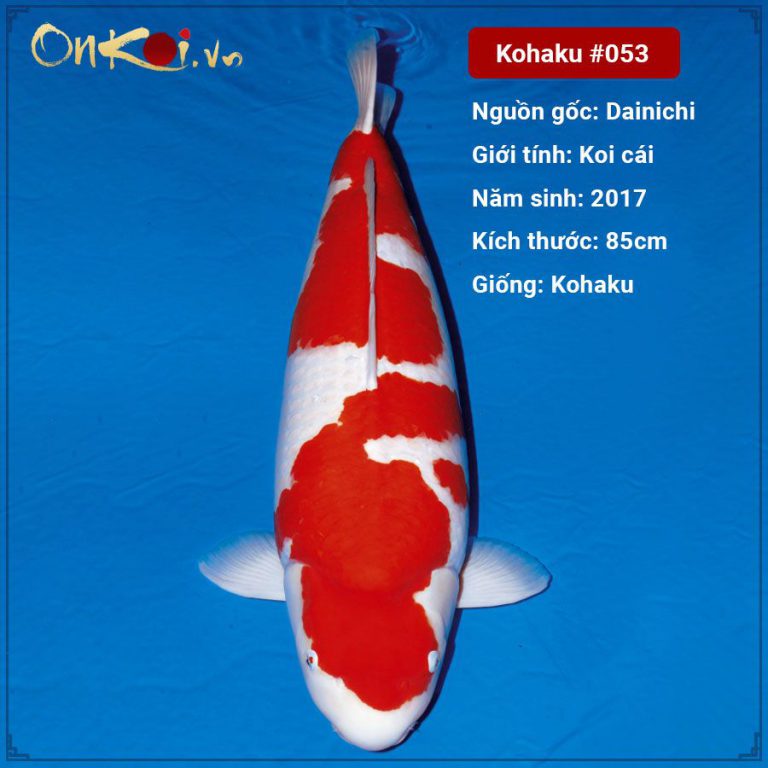 OnKoi.vn
Kohaku #053
Nguồn gốc: Dainichi
Giới tính: Koi cái
Năm sinh: 2017
Kích thước: 85cm
Giống: Kohaku